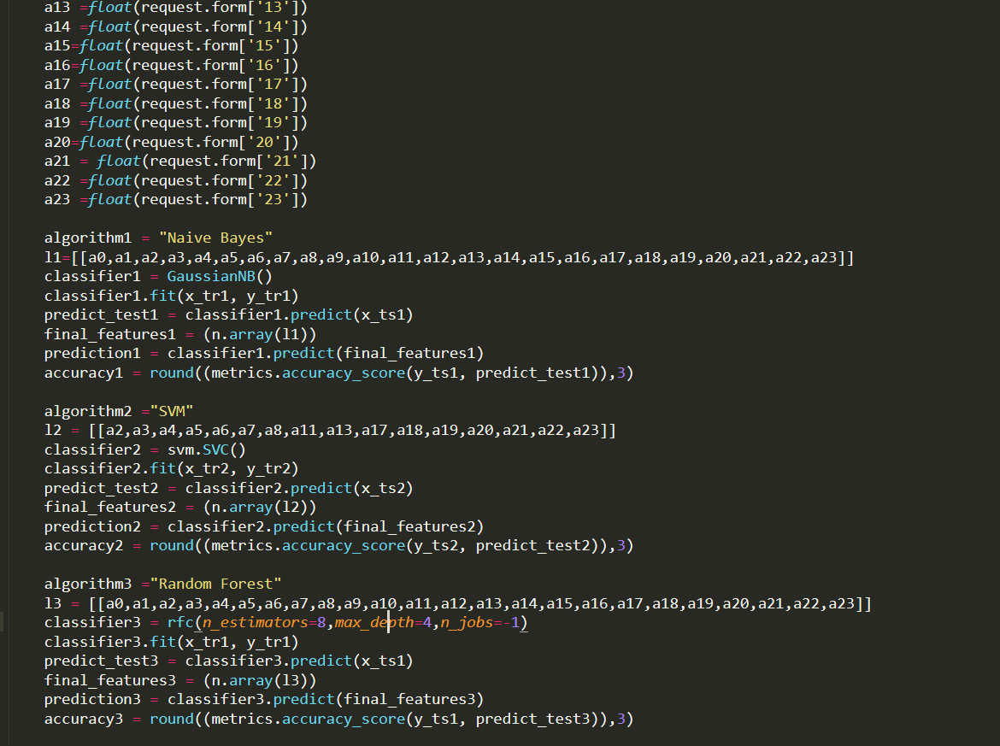 a13 =float(request.form['13'])
a14 =float(request.form['14'])
a15=float(request.form['15'])
a16=float(request.form['16'])
a17 =float(request.form['17'])
a18 =float(request.form['18'])
a19 =float(request.form['19'])
a20=float(request.form['20'])
a21 = float(request.form['21'])
a22 =float(request.form['22'])
a23 =float(request.form['23'])
algorithm1 = "Naive Bayes"
l1=[[a0,a1,a2,a3,a4,a5,a6,a7,a8,a9,a10,a11,a12,a13,a14,a15,a16,a17,a18,a19,a20,a21,a22,a23]]
classifier1 = GaussianNB()
classifier1.fit(x_tr1, y_tr1)
predict_test1 = classifier1.predict(x_ts1)
final_features1 = (n.array(l1))
prediction1 = classifier1.predict(final_features1)
accuracy1 = round((metrics.accuracy_score(y_ts1, predict_test1)),3)
algorithm2 ="SVM"
l2 = [[a2,a3,a4,a5,a6,a7,a8,a11,a13,a17,a18,a19,a20,a21,a22,a23]]
classifier2 = svm.SVC()
classifier2.fit(x_tr2, y_tr2)
predict_test2 = classifier2.predict(x_ts2)
final_features2 = (n.array(l2))
prediction2 = classifier2.predict(final_features2)
accuracy2 = round((metrics.accuracy_score(y_ts2, predict_test2)),3)
algorithm3 ="Random Forest"
l3 = [[a0,a1,a2,a3,a4,a5,a6,a7,a8,a9,a10,a11,a12,a13,a14,a15,a16,a17,a18,a19,a20,a21,a22,a23]]
classifier3 = rfc(n_estimators=8,max_depth=4,n_jobs=-1)
classifier3.fit(x_tr1, y_tr1)
predict_test3 = classifier3.predict(x_ts1)
final_features3 = (n.array(l3))
prediction3 = classifier3.predict(final_features3)
accuracy3 = round((metrics.accuracy_score(y_ts1, predict_test3)),3)